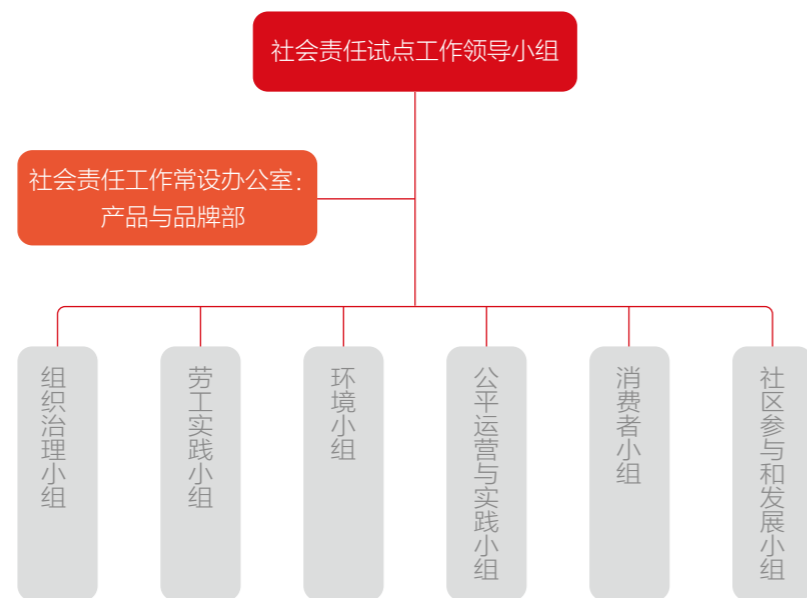 社会责任试点工作领导小组
社会责任工作常设办公室：
产品与品牌部
组织治理小组
劳工实践小组
环境小组
公平运营与实践小组
消费者小组
社区参与和发展小组